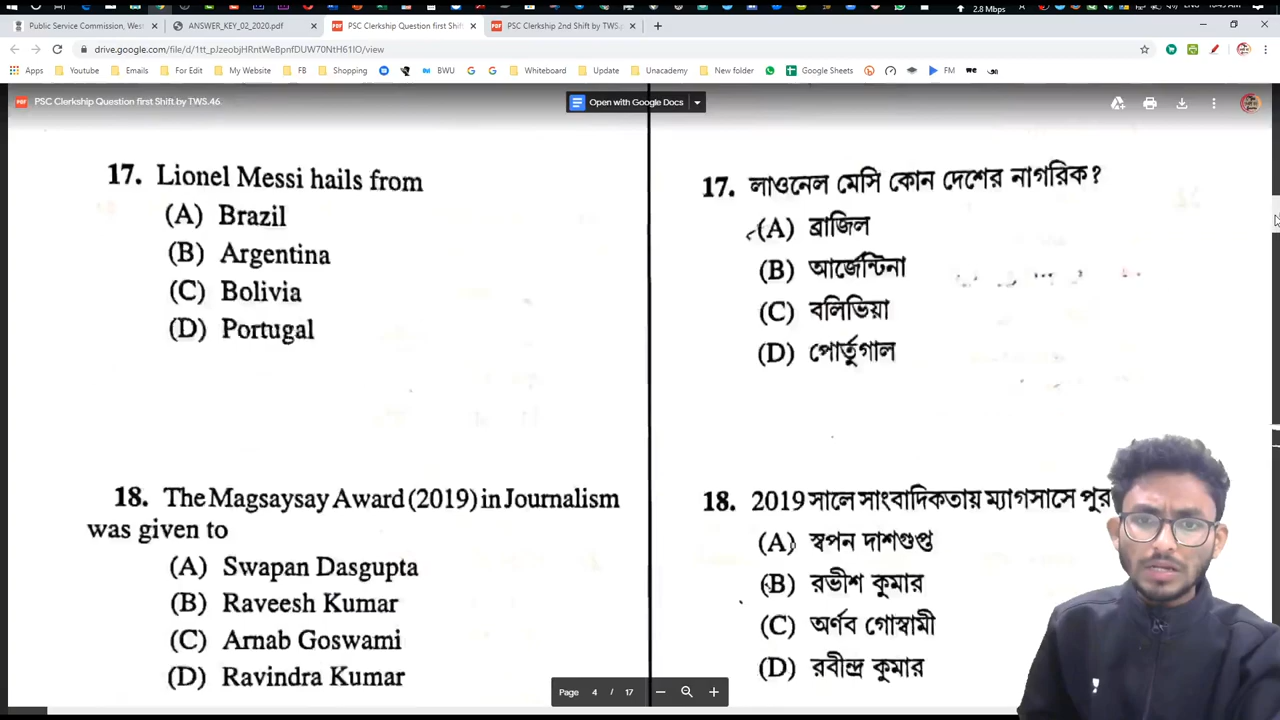 2.8 Mbps
Public Service Commission, Wes
ANSWER_KEY_02_2020.pdf
PSC Clerkship Question first Shift
PSC Clerkship 2nd Shift by TWS.
drive.google.com/file/d/1tt_pJzeobjHRntWeBpnfDUW70NtH61IO/view
Apps
Youtube
Emails
For Edit
My Website
FB
Shopping
BWU
Whiteboard
Update
Unacademy
New folder
Google Sheets
FM
PSC Clerkship Question first Shift by TWS.46
Open with Google Docs
17. Lionel Messi hails from
(A) Brazil
(B) Argentina
(C) Bolivia
(D) Portugal
18. The Magsaysay Award (2019) in Journalism
was given to
(A) Swapan Dasgupta
(B) Raveesh Kumar
(C) Arnab Goswami
(D) Ravindra Kumar
17. লাওনেল মেসি কোন দেশের নাগরিক?
(A) ব্রাজিল
(B) আর্জেন্টিনা
(C) বলিভিয়া
(D) পোর্তুগাল
18. 2019 সালে সাংবাদিকতায় ম্যাগসাসে পুর
(A) স্বপন দাশগুপ্ত
(B) রভীশ কুমার
(C) অর্ণব গোস্বামী
(D) রবীন্দ্র কুমার
Page 4 / 17